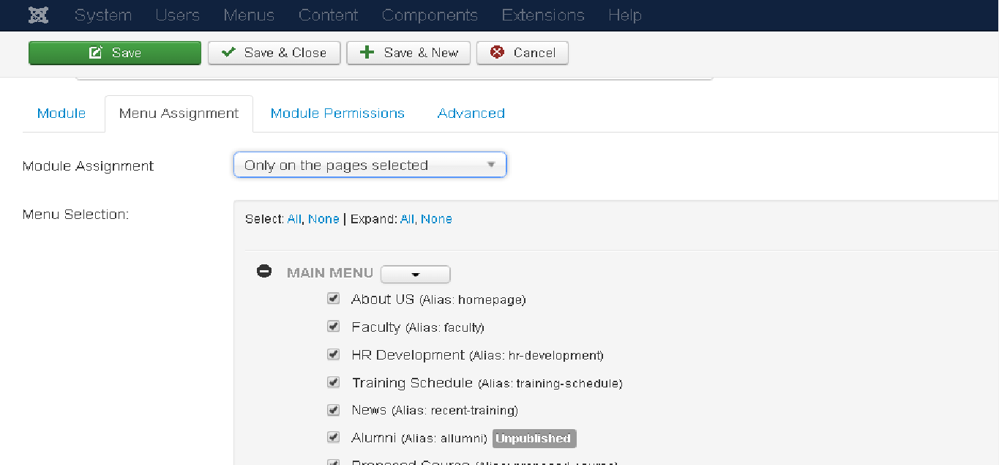 System Users Menus Content Components Extensions Help
Save Save & Close Save & New Cancel
Module Menu Assignment Module Permissions Advanced
Module Assignment Only on the pages selected
Menu Selection: Select: All, None | Expand: All, None
MAIN MENU
About US (Alias: homepage)
Faculty (Alias: faculty)
HR Development (Alias: hr-development)
Training Schedule (Alias: training-schedule)
News (Alias: recent-training)
Alumni (Alias: allumni) Unpublished